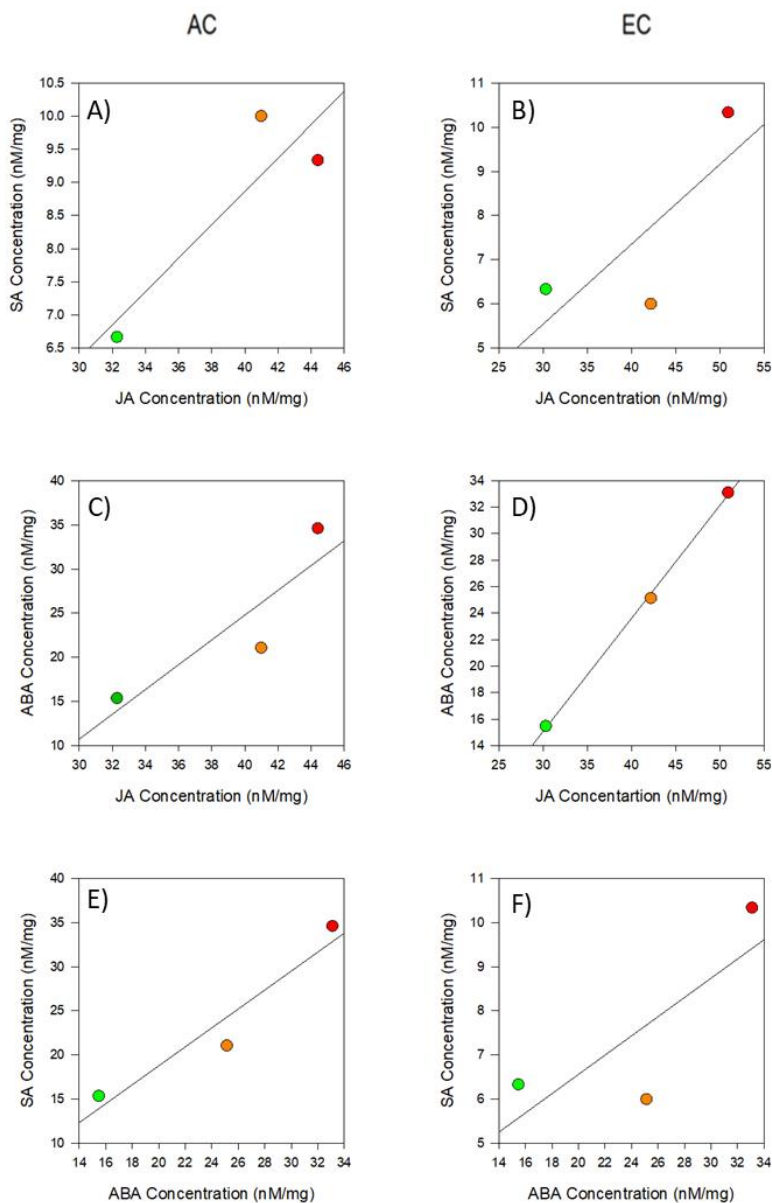 AC
EC
A)
10.5
10.0
9.5
9.0
8.5
8.0
7.5
7.0
6.5
SA Concentration (nM/mg)
30 32 34 36 38 40 42 44 46
JA Concentration (nM/mg)
B)
11
10
9
8
7
6
5
SA Concentration (nM/mg)
25 30 35 40 45 50 55
JA Concentration (nM/mg)
C)
40
35
30
25
20
15
10
ABA Concentration (nM/mg)
30 32 34 36 38 40 42 44 46
JA Concentration (nM/mg)
D)
34
32
30
28
26
24
22
20
18
16
14
ABA Concentration (nM/mg)
25 30 35 40 45 50 55
JA Concentartion (nM/mg)
E)
40
35
30
25
20
15
10
SA Concentration (nM/mg)
14 16 18 20 22 24 26 28 30 32 34
ABA Concentration (nM/mg)
F)
11
10
9
8
7
6
5
SA Concentration (nM/mg)
14 16 18 20 22 24 26 28 30 32 34
ABA Concentration (nM/mg)